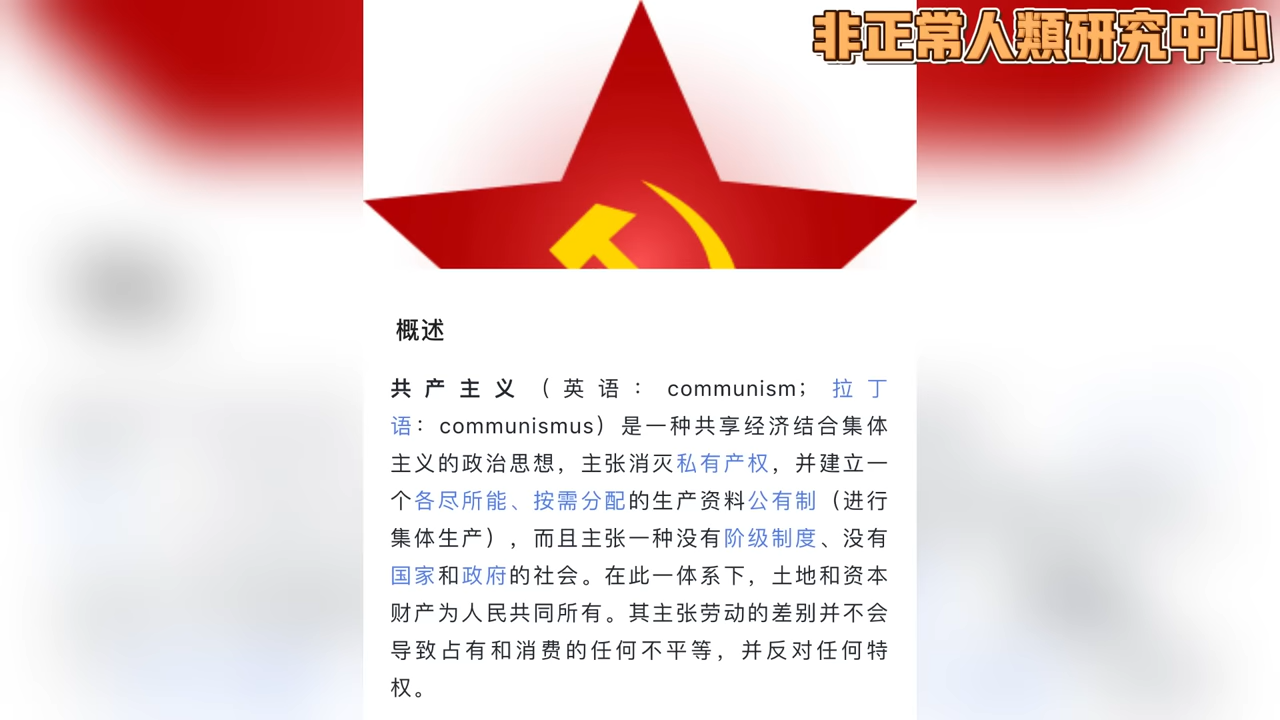 非正常人類研究中心
概述
共产主义（英语：communism；拉丁
语：communismus）是一种共享经济结合集体
主义的政治思想，主张消灭私有产权，并建立一
个各尽所能、按需分配的生产资料公有制（进行
集体生产），而且主张一种没有阶级制度、没有
国家和政府的社会。在此一体系下，土地和资本
财产为人民共同所有。其主张劳动的差别并不会
导致占有和消费的任何不平等，并反对任何特
权。